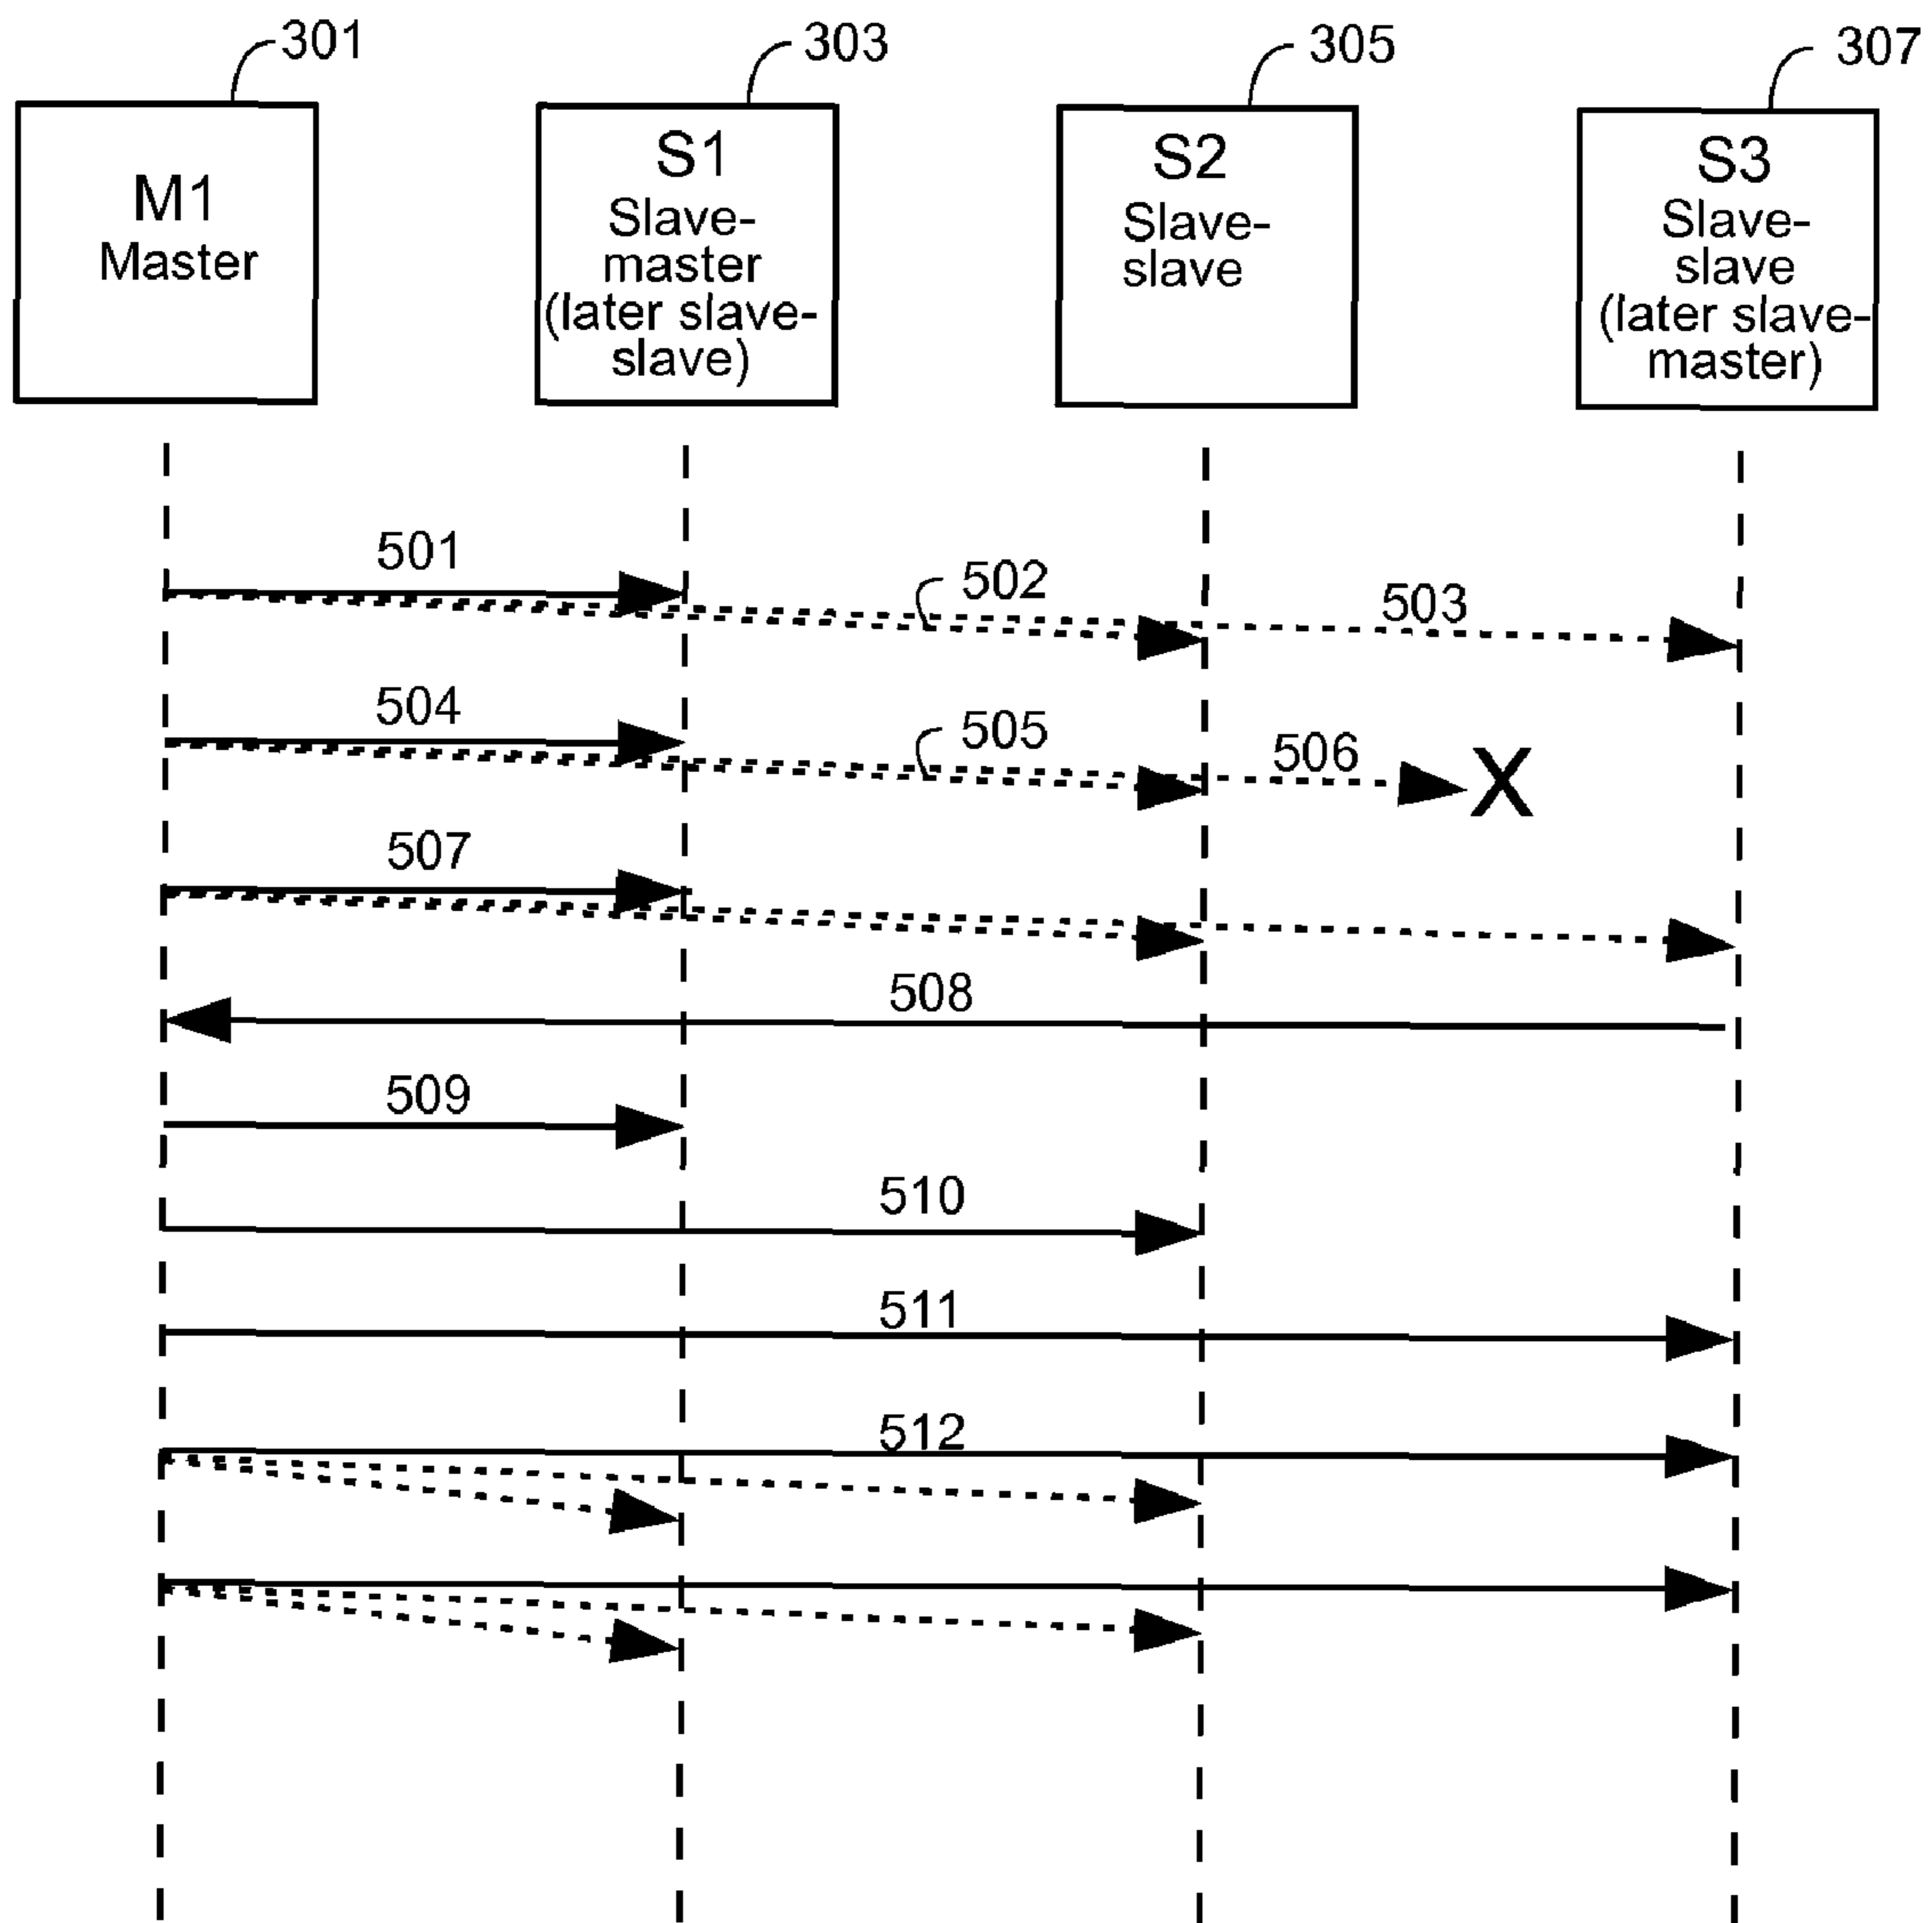 301
303
305
307
M1
Master
S1
Slave-
master
(later slave-
slave)
S2
Slave-
slave
S3
Slave-
slave
(later slave-
master)
501
502
503
504
505
506
X
507
508
509
510
511
512